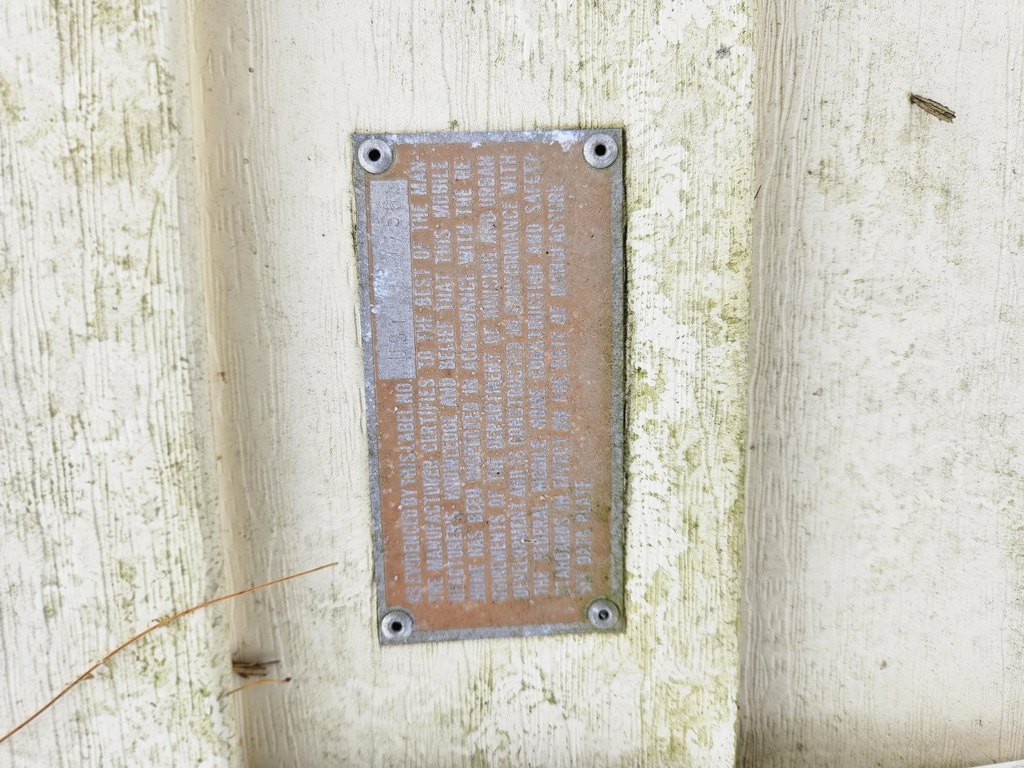 AS EVIDENCED BY THIS LABEL NO.
THE MANUFACTURER CERTIFIES TO THE BEST OF THE MAN-
UFACTURER'S KNOWLEDGE AND BELIEF THAT THIS MOBILE
HOME HAS BEEN INSPECTED IN ACCORDANCE WITH THE RE-
QUIREMENTS OF THE DEPARTMENT OF HOUSING AND URBAN
DEVELOPMENT AND IS CONSTRUCTED IN CONFORMANCE WITH
THE FEDERAL MOBILE HOME CONSTRUCTION AND SAFETY
STANDARDS IN EFFECT ON THE DATE OF MANUFACTURE.
SEE DATA PLATE